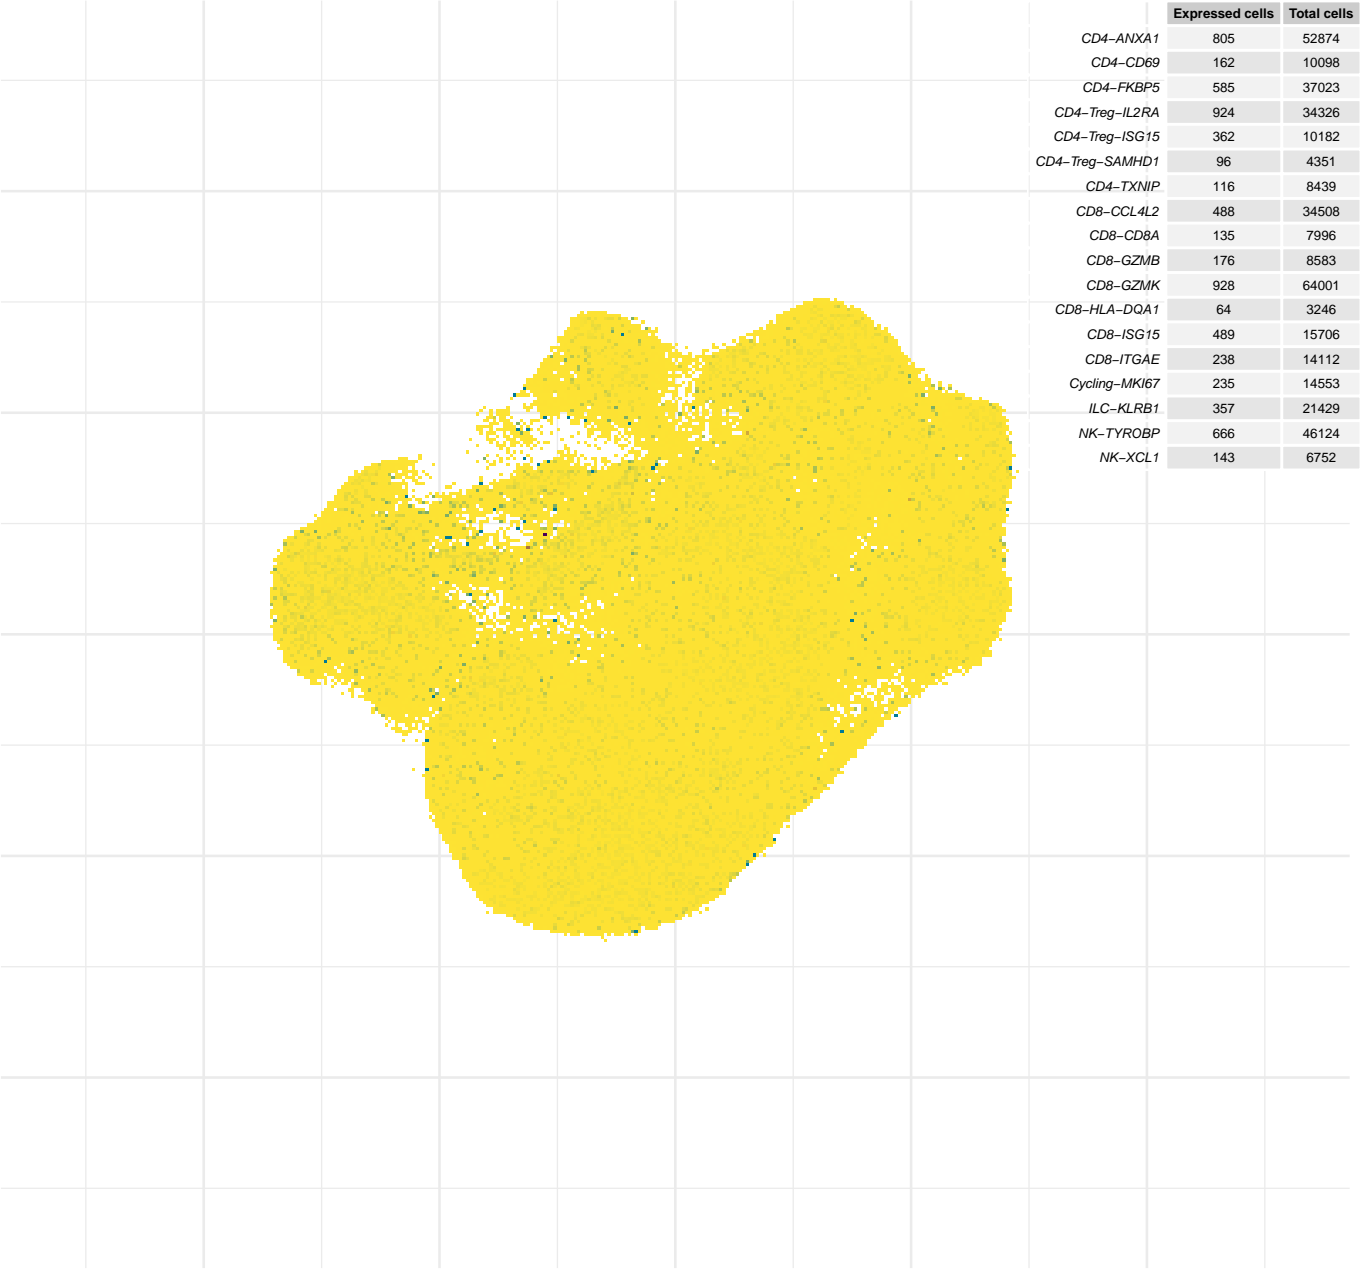 Expressed cells Total cells
CD4−ANXA1 805 52874
CD4−CD69 162 10098
CD4−FKBP5 585 37023
CD4−Treg−IL2RA 924 34326
CD4−Treg−ISG15 362 10182
CD4−Treg−SAMHD1 96 4351
CD4−TXNIP 116 8439
CD8−CCL4L2 488 34508
CD8−CD8A 135 7996
CD8−GZMB 176 8583
CD8−GZMK 928 64001
CD8−HLA−DQA1 64 3246
CD8−ISG15 489 15706
CD8−ITGAE 238 14112
Cycling−MKI67 235 14553
ILC−KLRB1 357 21429
NK−TYROBP 666 46124
NK−XCL1 143 6752